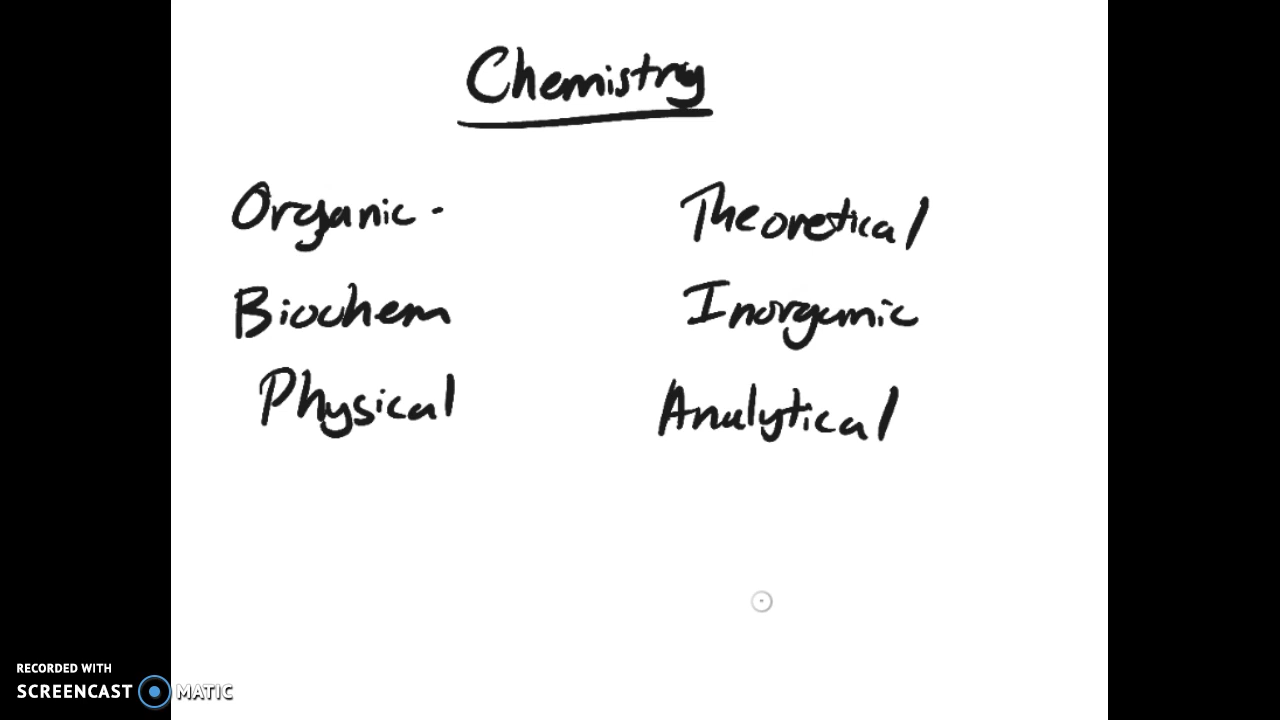 Chemistry
Organic - Theoretical
Biochem Inorganic
Physical Analytical
RECORDED WITH
SCREENCAST MATIC